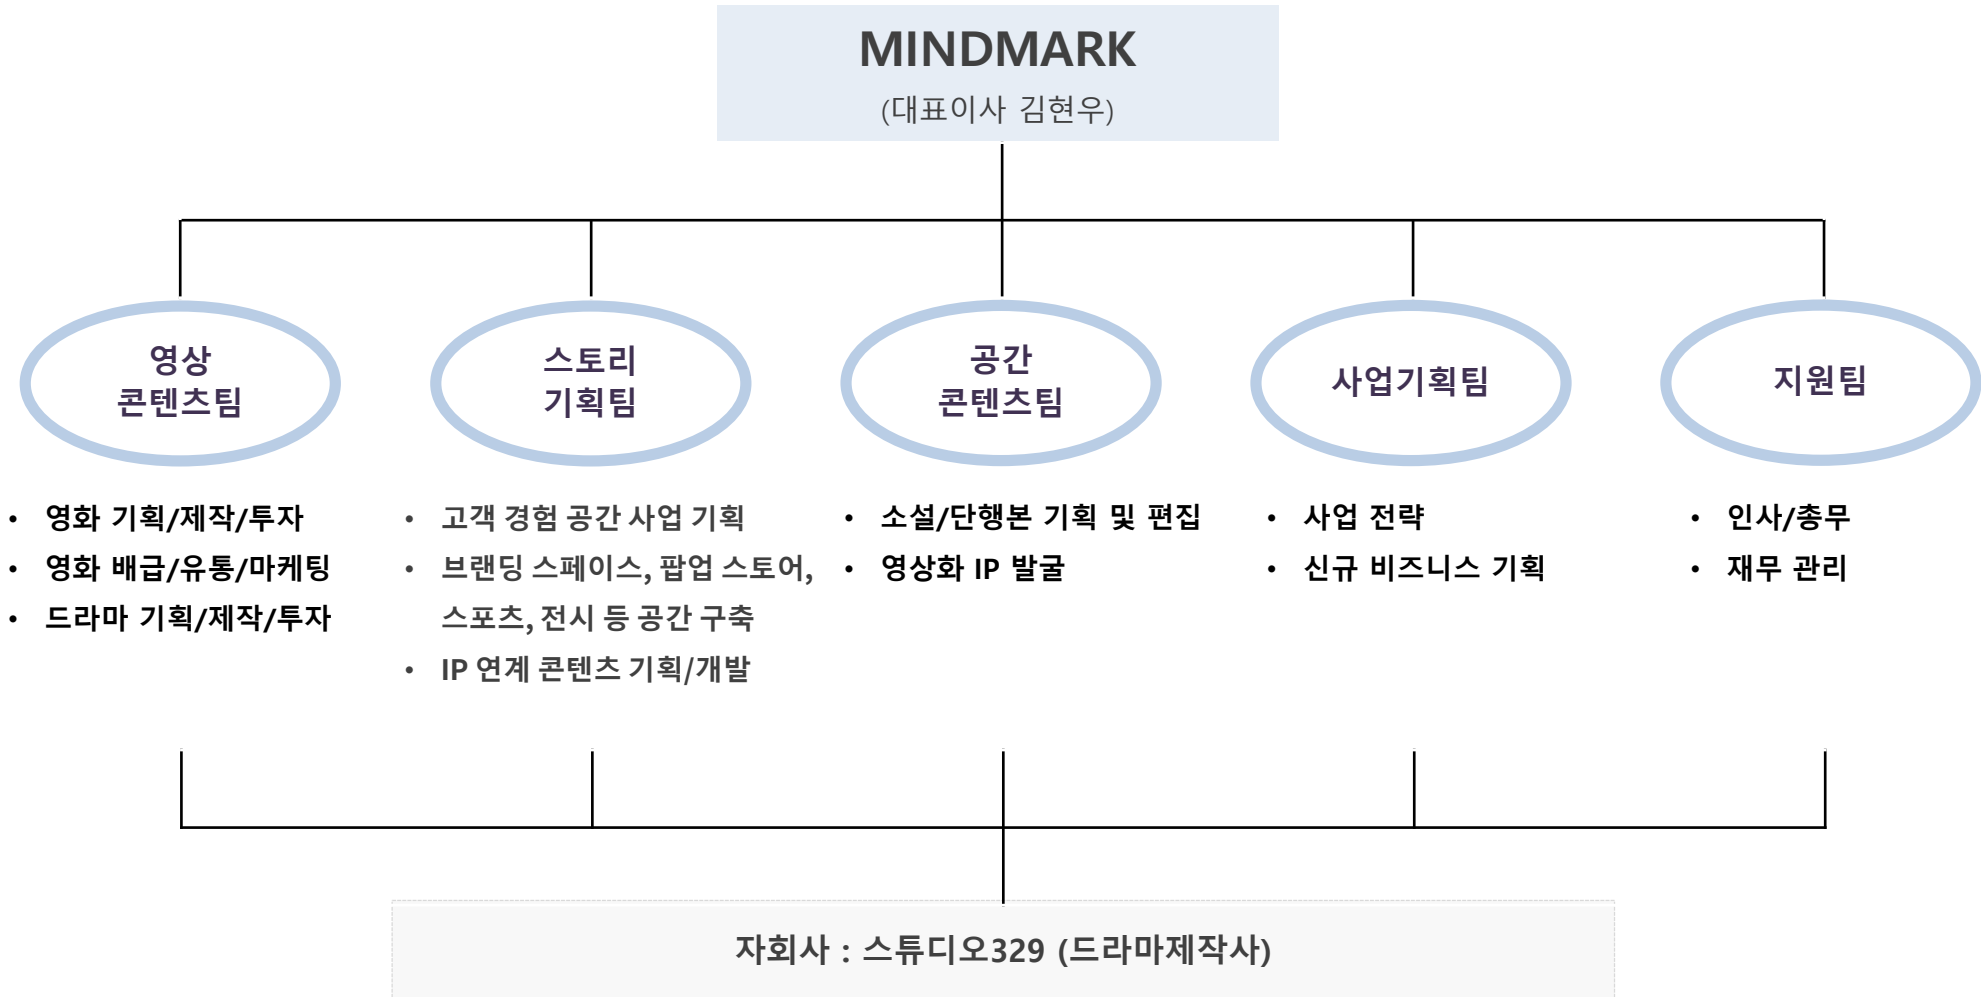 MINDMARK
(대표이사 김현우)
영상
콘텐츠팀
스토리
기획팀
공간
콘텐츠팀
사업기획팀
지원팀
• 영화 기획/제작/투자
• 영화 배급/유통/마케팅
• 드라마 기획/제작/투자
• 고객 경험 공간 사업 기획
• 브랜딩 스페이스, 팝업 스토어,
스포츠, 전시 등 공간 구축
• IP 연계 콘텐츠 기획/개발
• 소설/단행본 기획 및 편집
• 영상화 IP 발굴
• 사업 전략
• 신규 비즈니스 기획
• 인사/총무
• 재무 관리
자회사 : 스튜디오329 (드라마제작사)